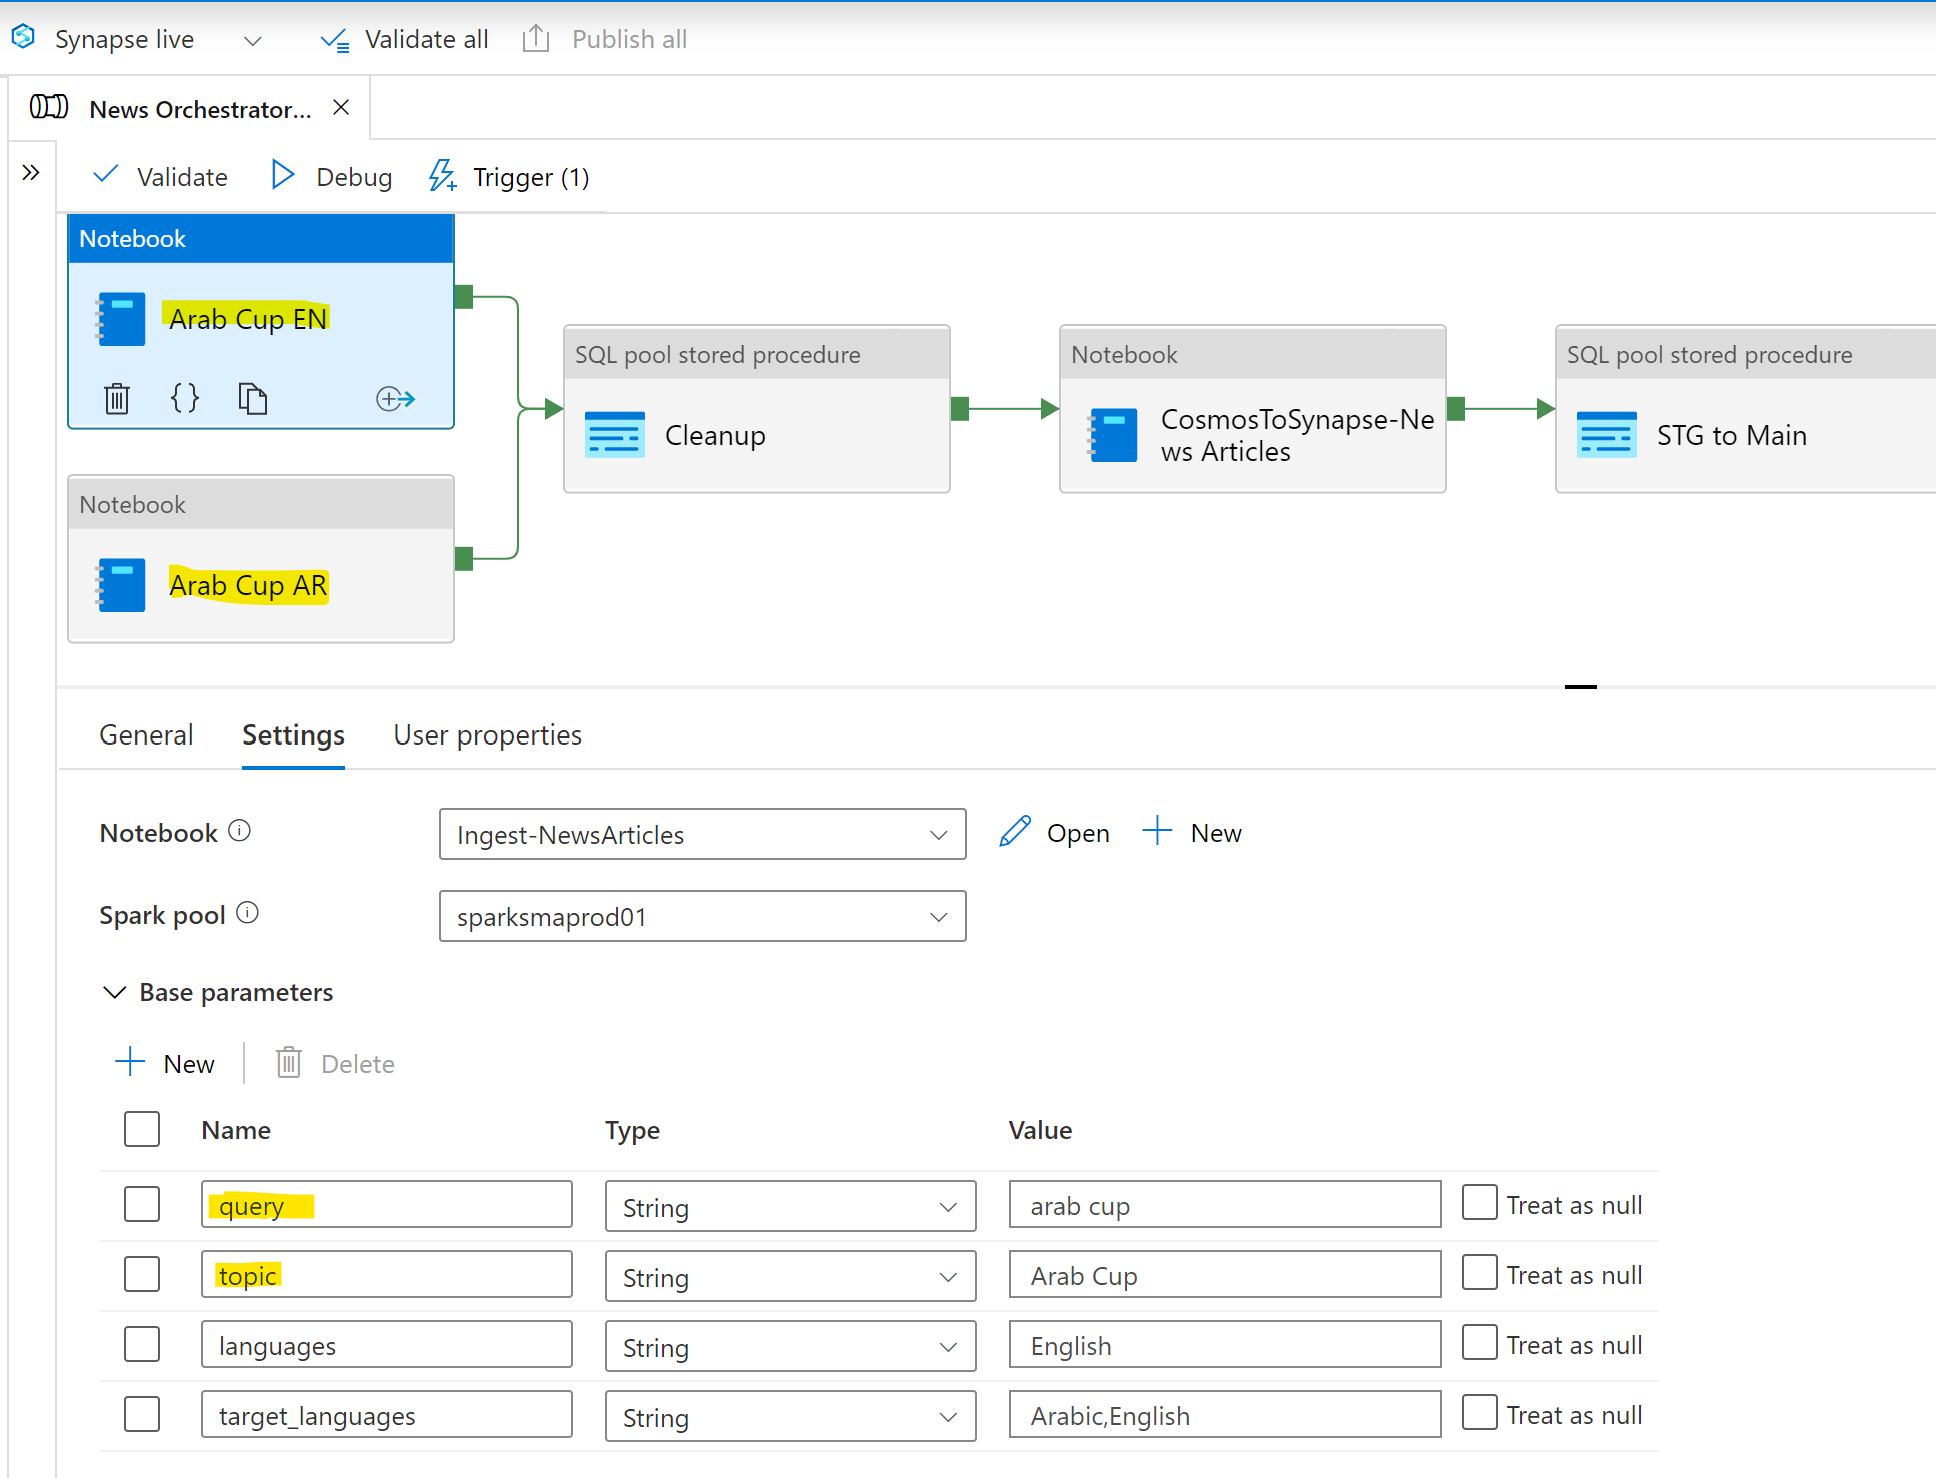 Synapse live
Validate all
Publish all
News Orchestrator...
Validate
Debug
Trigger (1)
Notebook
Arab Cup EN
SQL pool stored procedure
Cleanup
Notebook
CosmosToSynapse-Ne
ws Articles
SQL pool stored procedure
STG to Main
Notebook
Arab Cup AR
General
Settings
User properties
Notebook
Ingest-NewsArticles
Open
New
Spark pool
sparksmaprod01
Base parameters
New
Delete
Name
Type
Value
query
String
arab cup
Treat as null
topic
String
Arab Cup
Treat as null
languages
String
English
Treat as null
target_languages
String
Arabic,English
Treat as null